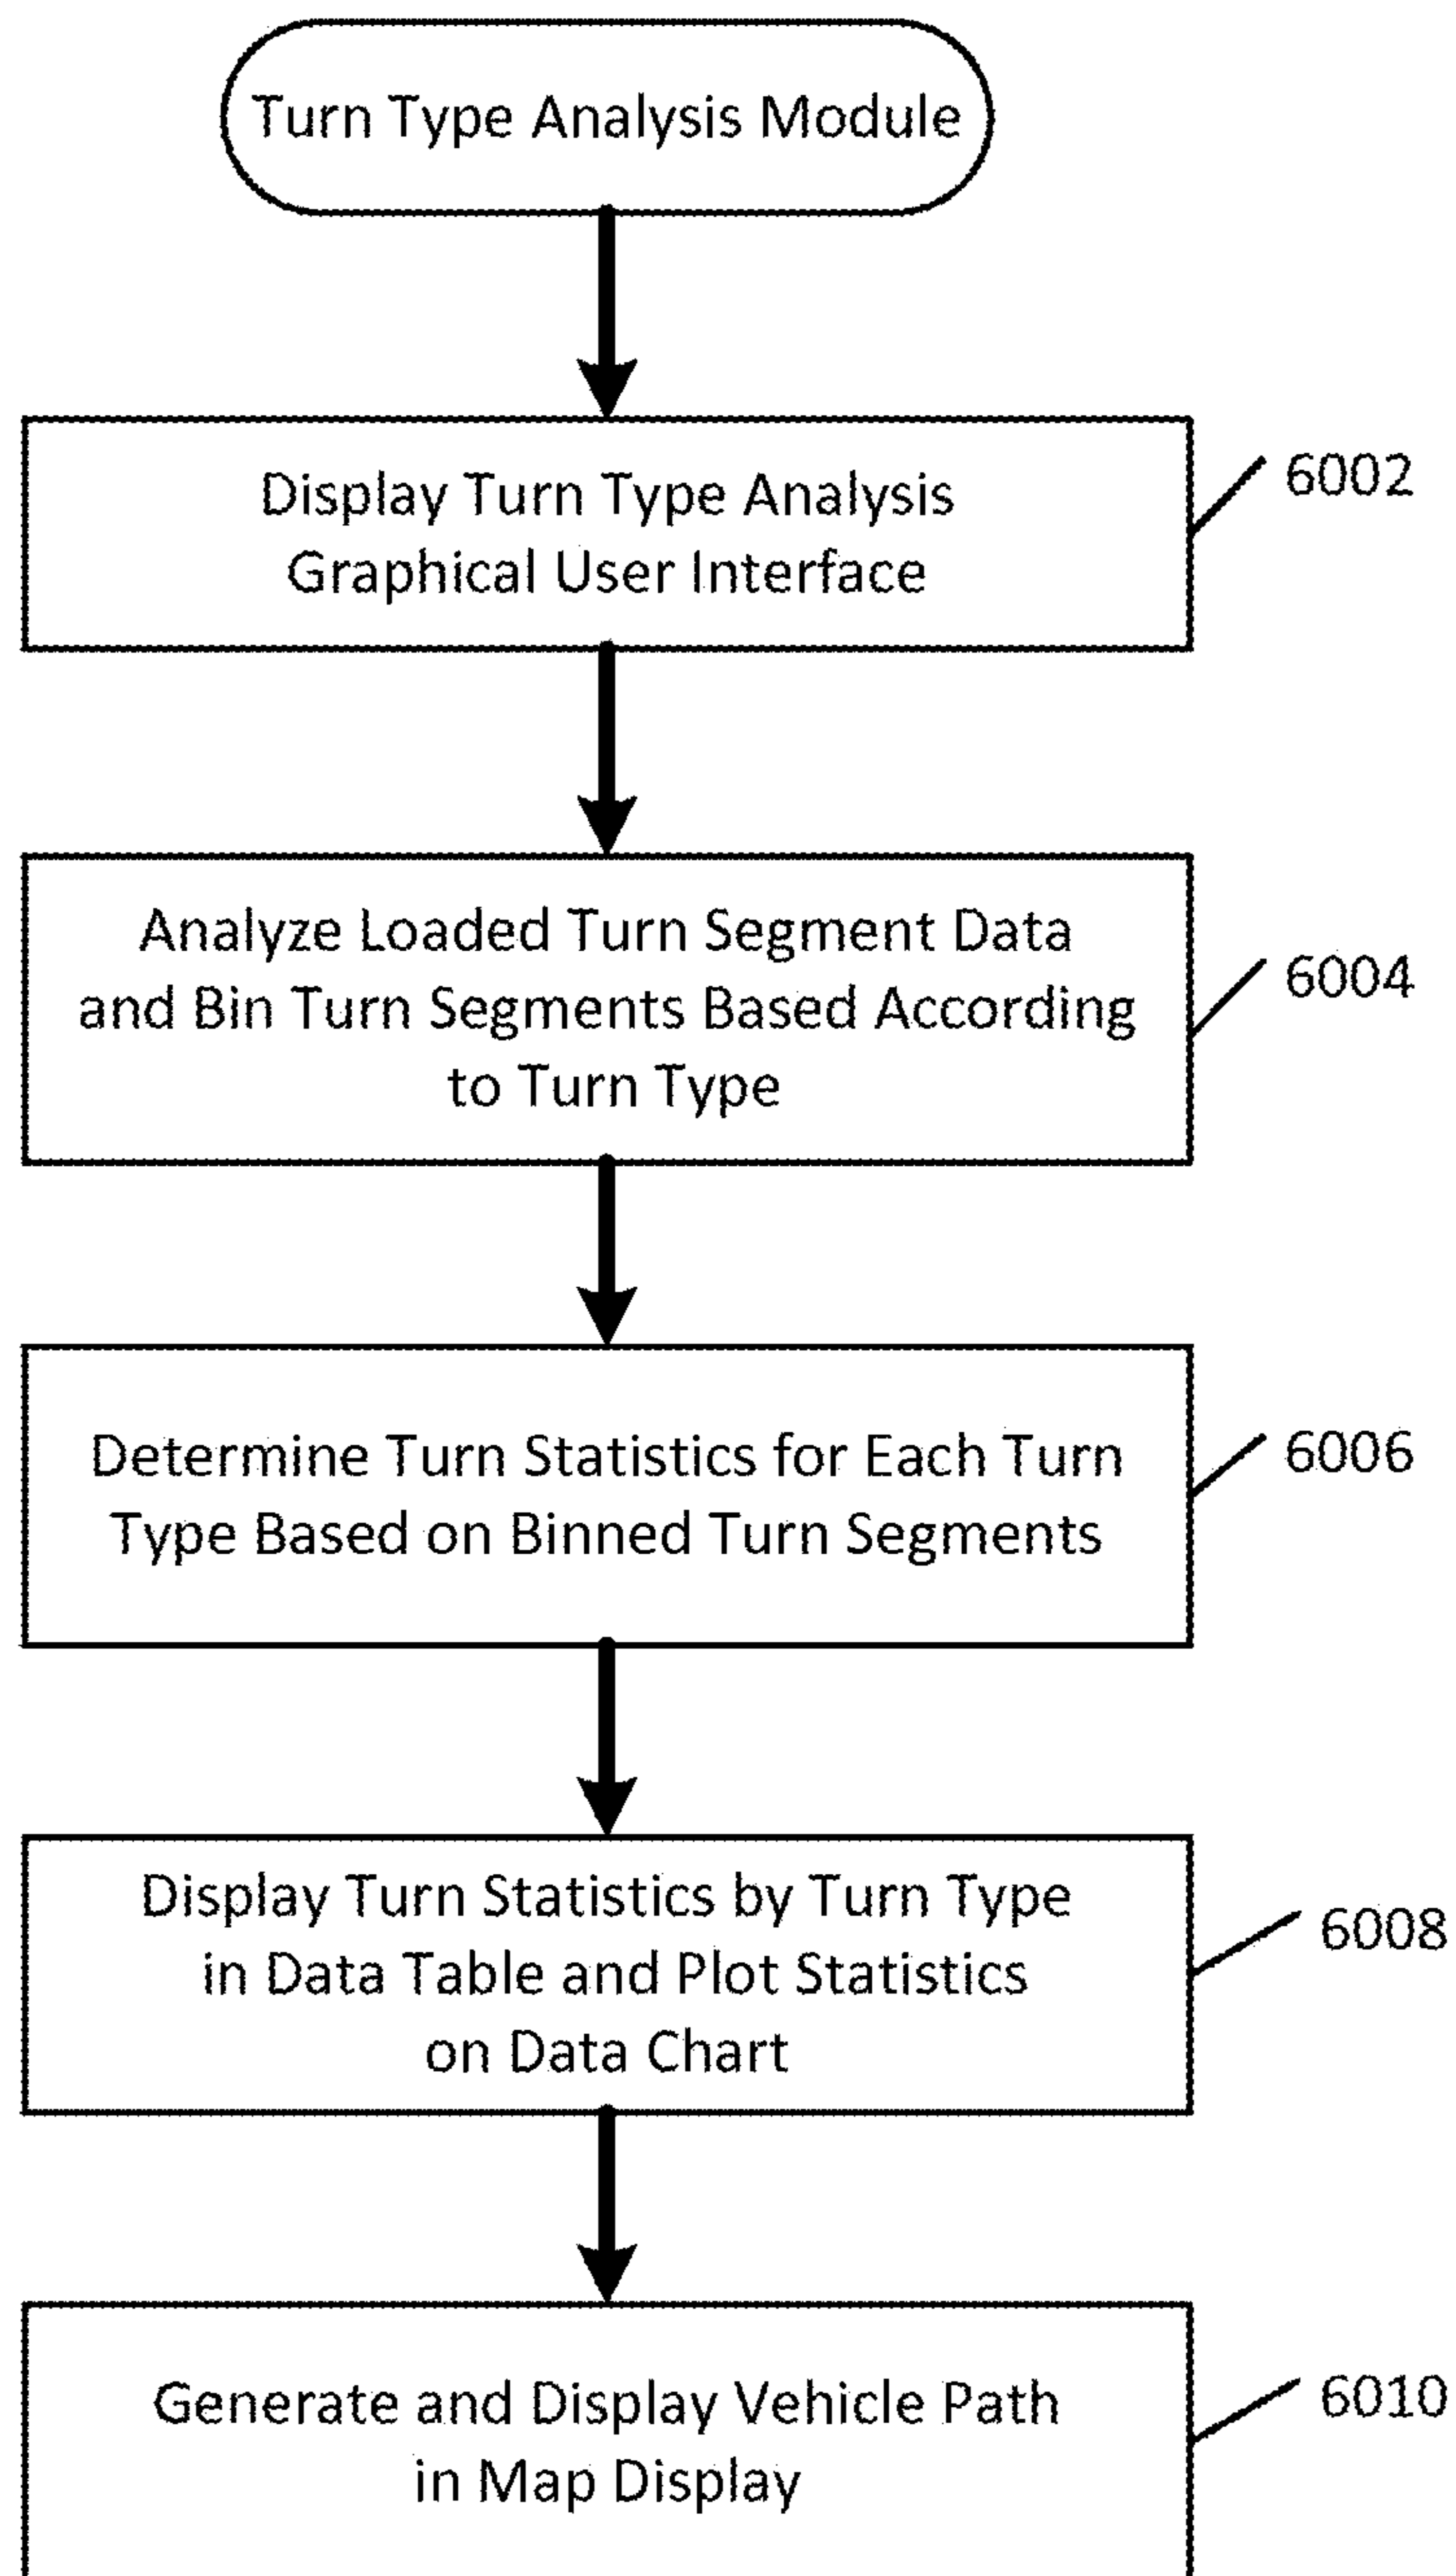 Turn Type Analysis Module
Display Turn Type Analysis
Graphical User Interface
6002
Analyze Loaded Turn Segment Data
and Bin Turn Segments Based According
to Turn Type
6004
Determine Turn Statistics for Each Turn
Type Based on Binned Turn Segments
6006
Display Turn Statistics by Turn Type
in Data Table and Plot Statistics
on Data Chart
6008
Generate and Display Vehicle Path
in Map Display
6010